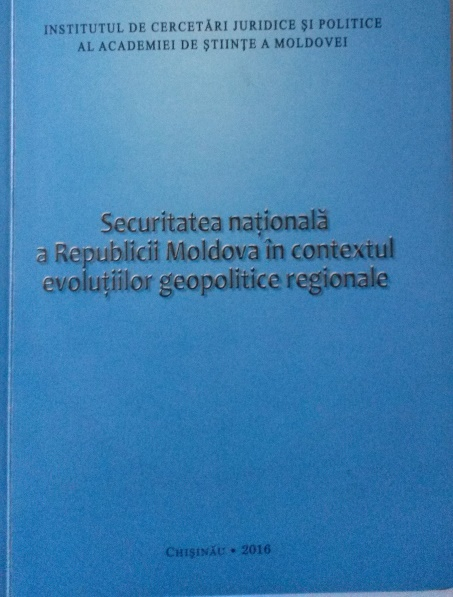 INSTITUTUL DE CERCETĂRI JURIDICE ȘI POLITICE
AL ACADEMIEI DE ȘTIINȚE A MOLDOVEI
Securitatea națională
a Republicii Moldova în contextul
evoluțiilor geopolitice regionale
CHIȘINĂU • 2016